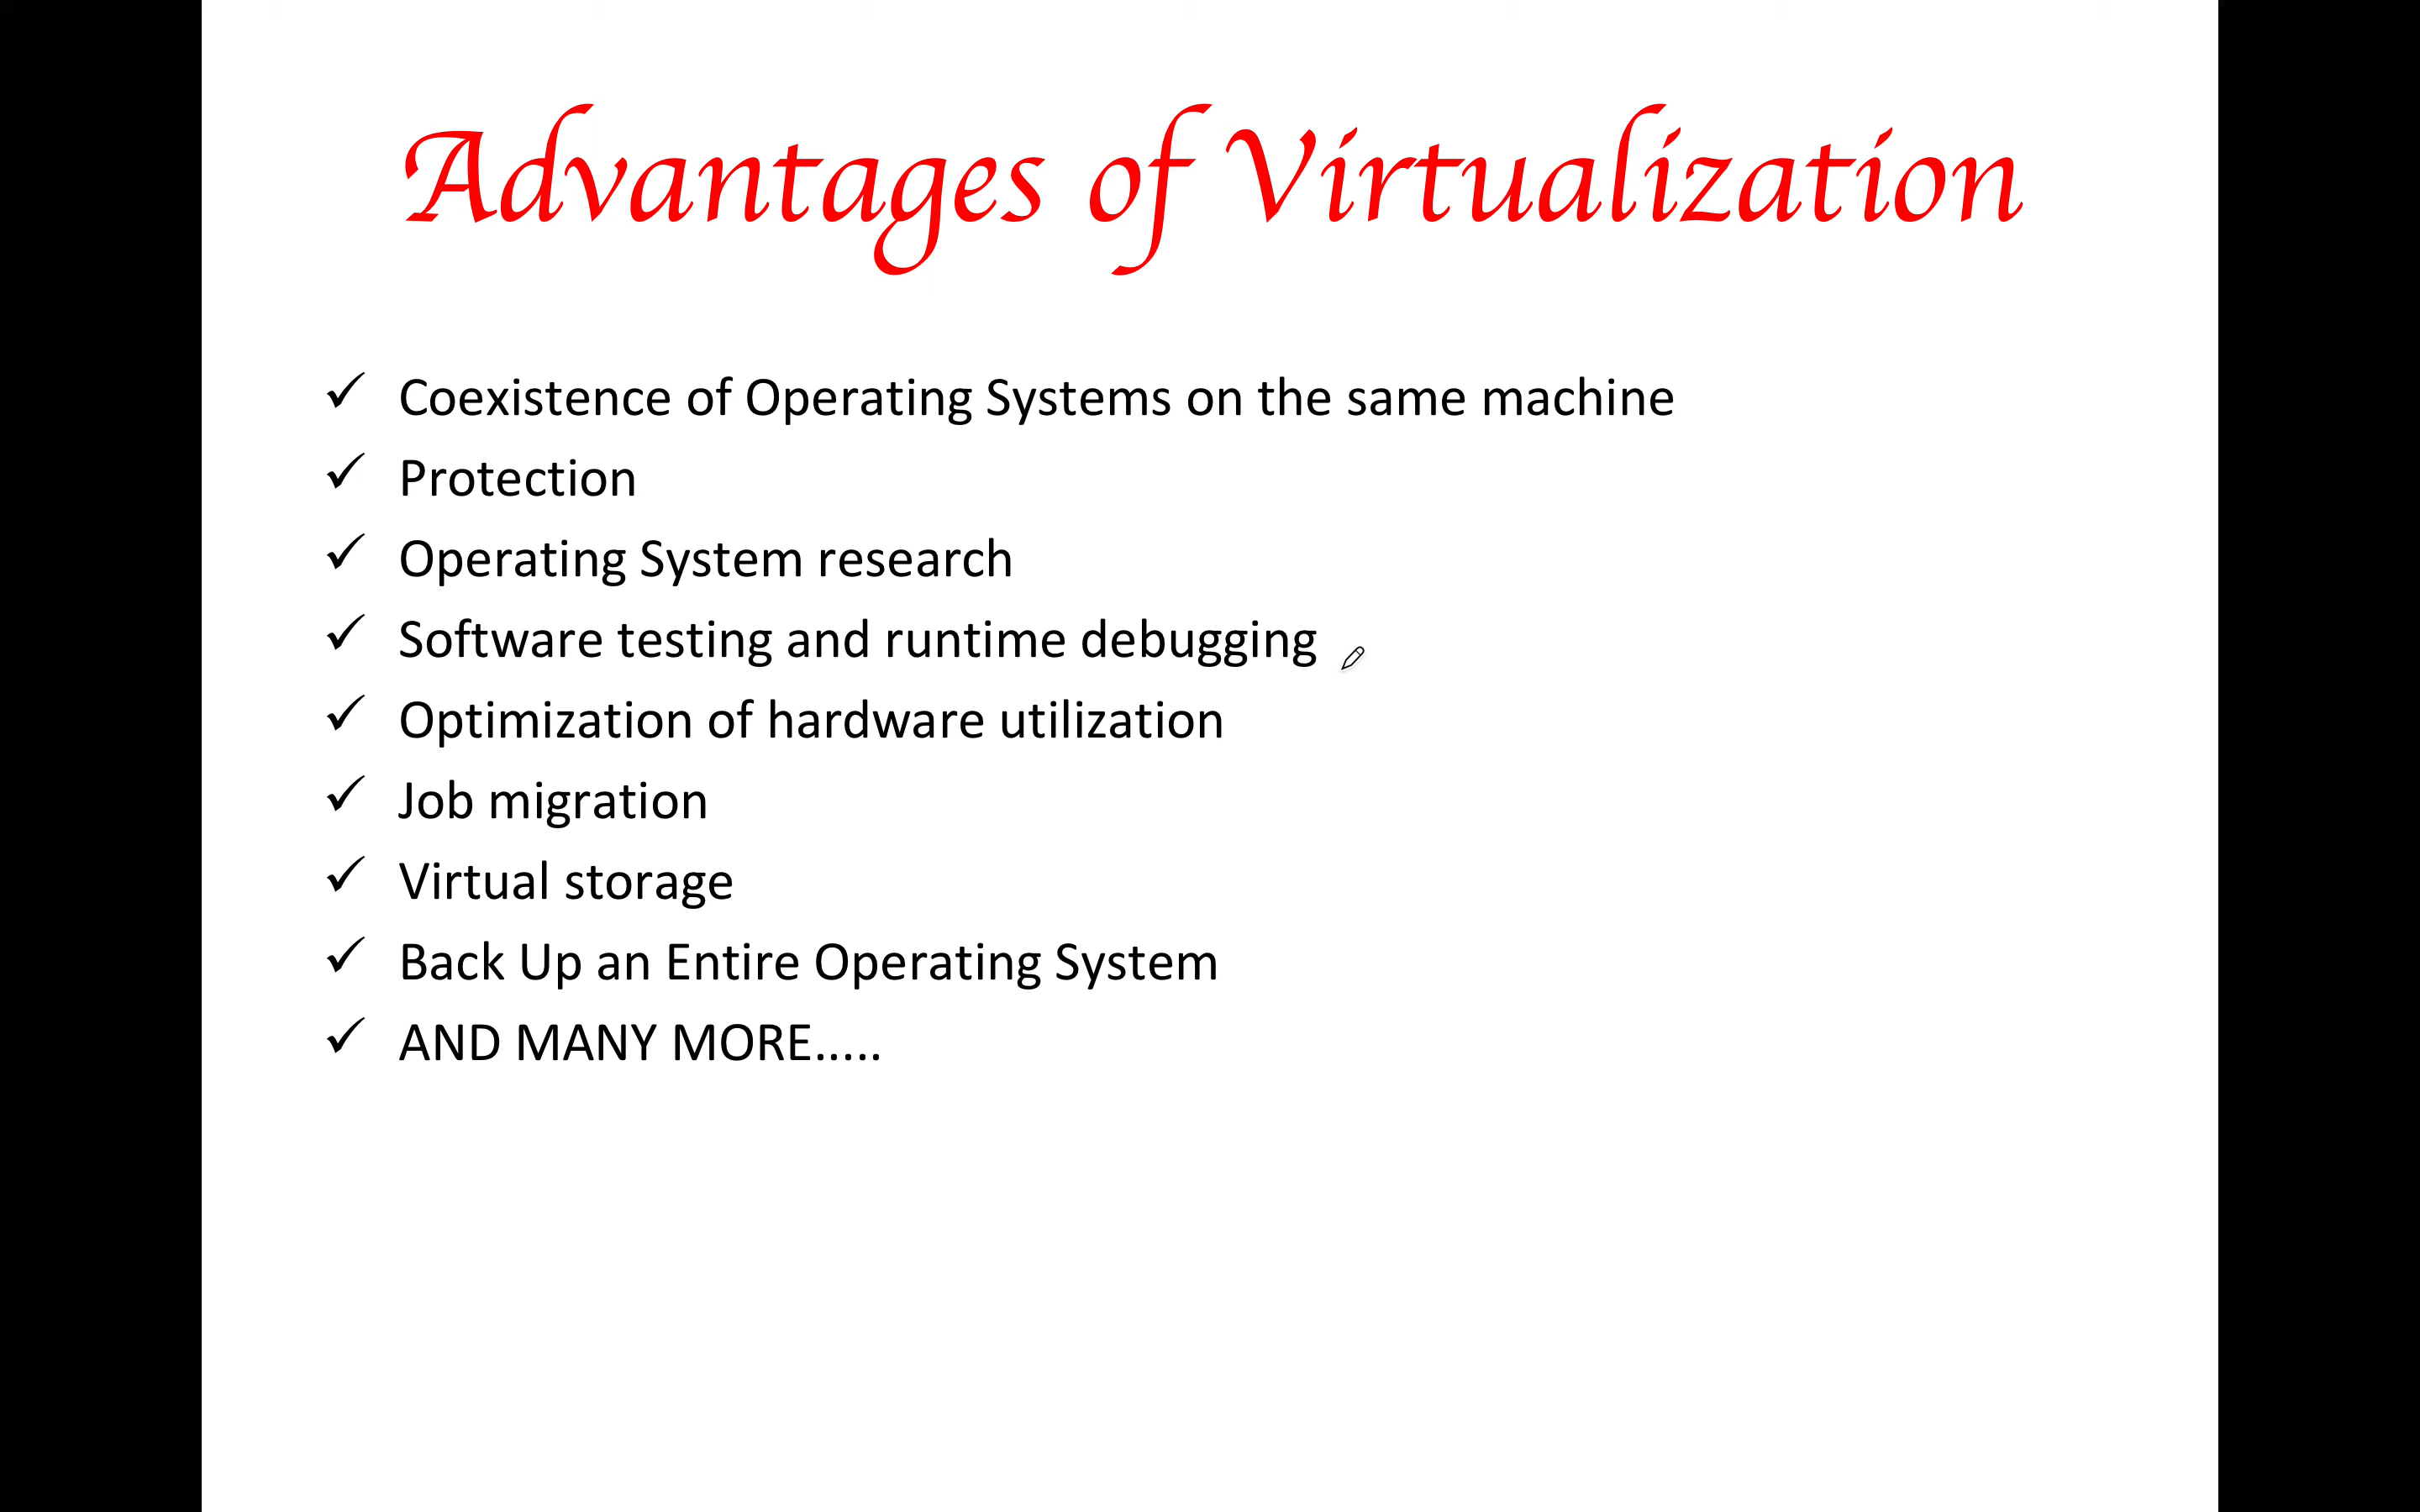 Advantages of Virtualization
✓ Coexistence of Operating Systems on the same machine
✓ Protection
✓ Operating System research
✓ Software testing and runtime debugging
✓ Optimization of hardware utilization
✓ Job migration
✓ Virtual storage
✓ Back Up an Entire Operating System
✓ AND MANY MORE.....